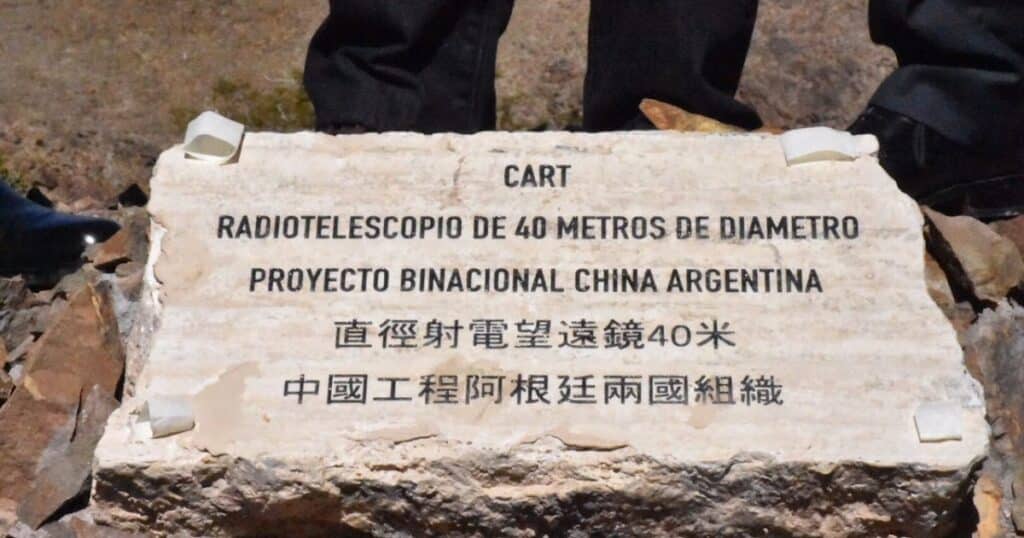 CART
RADIOTELESCOPIO DE 40 METROS DE DIAMETRO
PROYECTO BINACIONAL CHINA ARGENTINA
直徑射電望遠鏡40米
中國工程阿根廷兩國組織